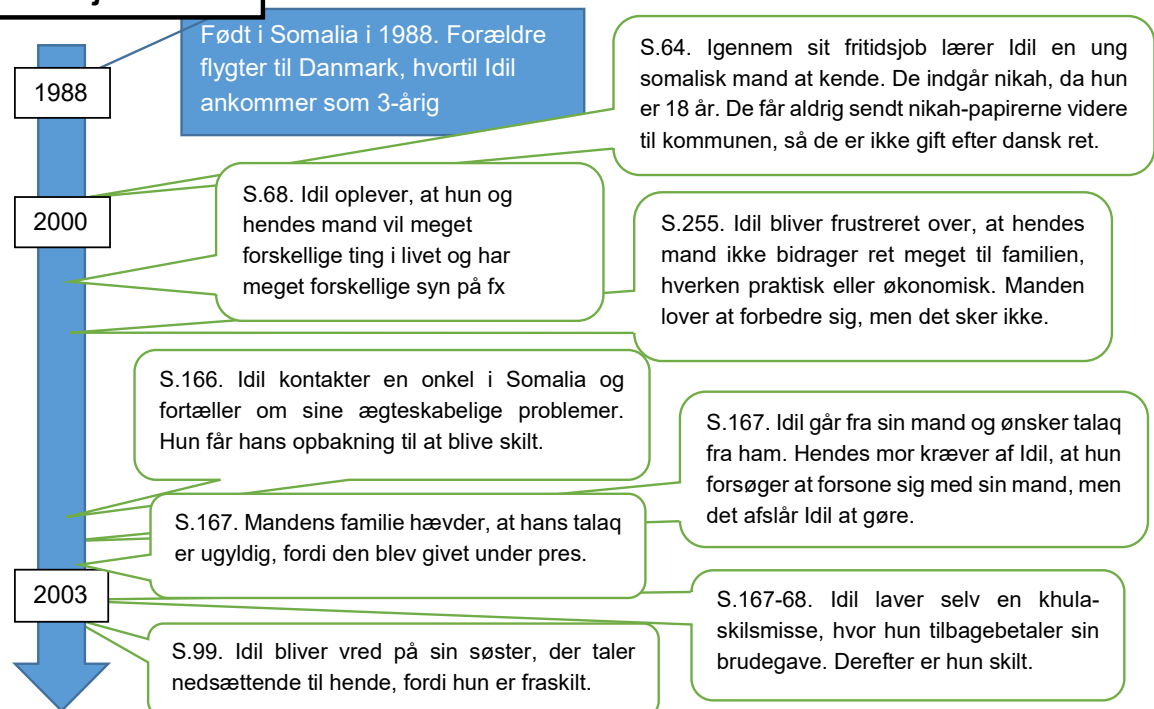 1988
Født i Somalia i 1988. Forældre
flygter til Danmark, hvortil Idil
ankommer som 3-årig
S.64. Igennem sit fritidsjob lærer Idil en ung
somalisk mand at kende. De indgår nikah, da hun
er 18 år. De får aldrig sendt nikah-papirerne videre
til kommunen, så de er ikke gift efter dansk ret.
2000
S.68. Idil oplever, at hun og
hendes mand vil meget
forskellige ting i livet og har
meget forskellige syn på fx
S.255. Idil bliver frustreret over, at hendes
mand ikke bidrager ret meget til familien,
hverken praktisk eller økonomisk. Manden
lover at forbedre sig, men det sker ikke.
S.166. Idil kontakter en onkel i Somalia og
fortæller om sine ægteskabelige problemer.
Hun får hans opbakning til at blive skilt.
S.167. Idil går fra sin mand og ønsker talaq
fra ham. Hendes mor kræver af Idil, at hun
forsøger at forsone sig med sin mand, men
det afslår Idil at gøre.
S.167. Mandens familie hævder, at hans talaq
er ugyldig, fordi den blev givet under pres.
2003
S.167-68. Idil laver selv en khula-
skilsmisse, hvor hun tilbagebetaler sin
brudegave. Derefter er hun skilt.
S.99. Idil bliver vred på sin søster, der taler
nedsættende til hende, fordi hun er fraskilt.